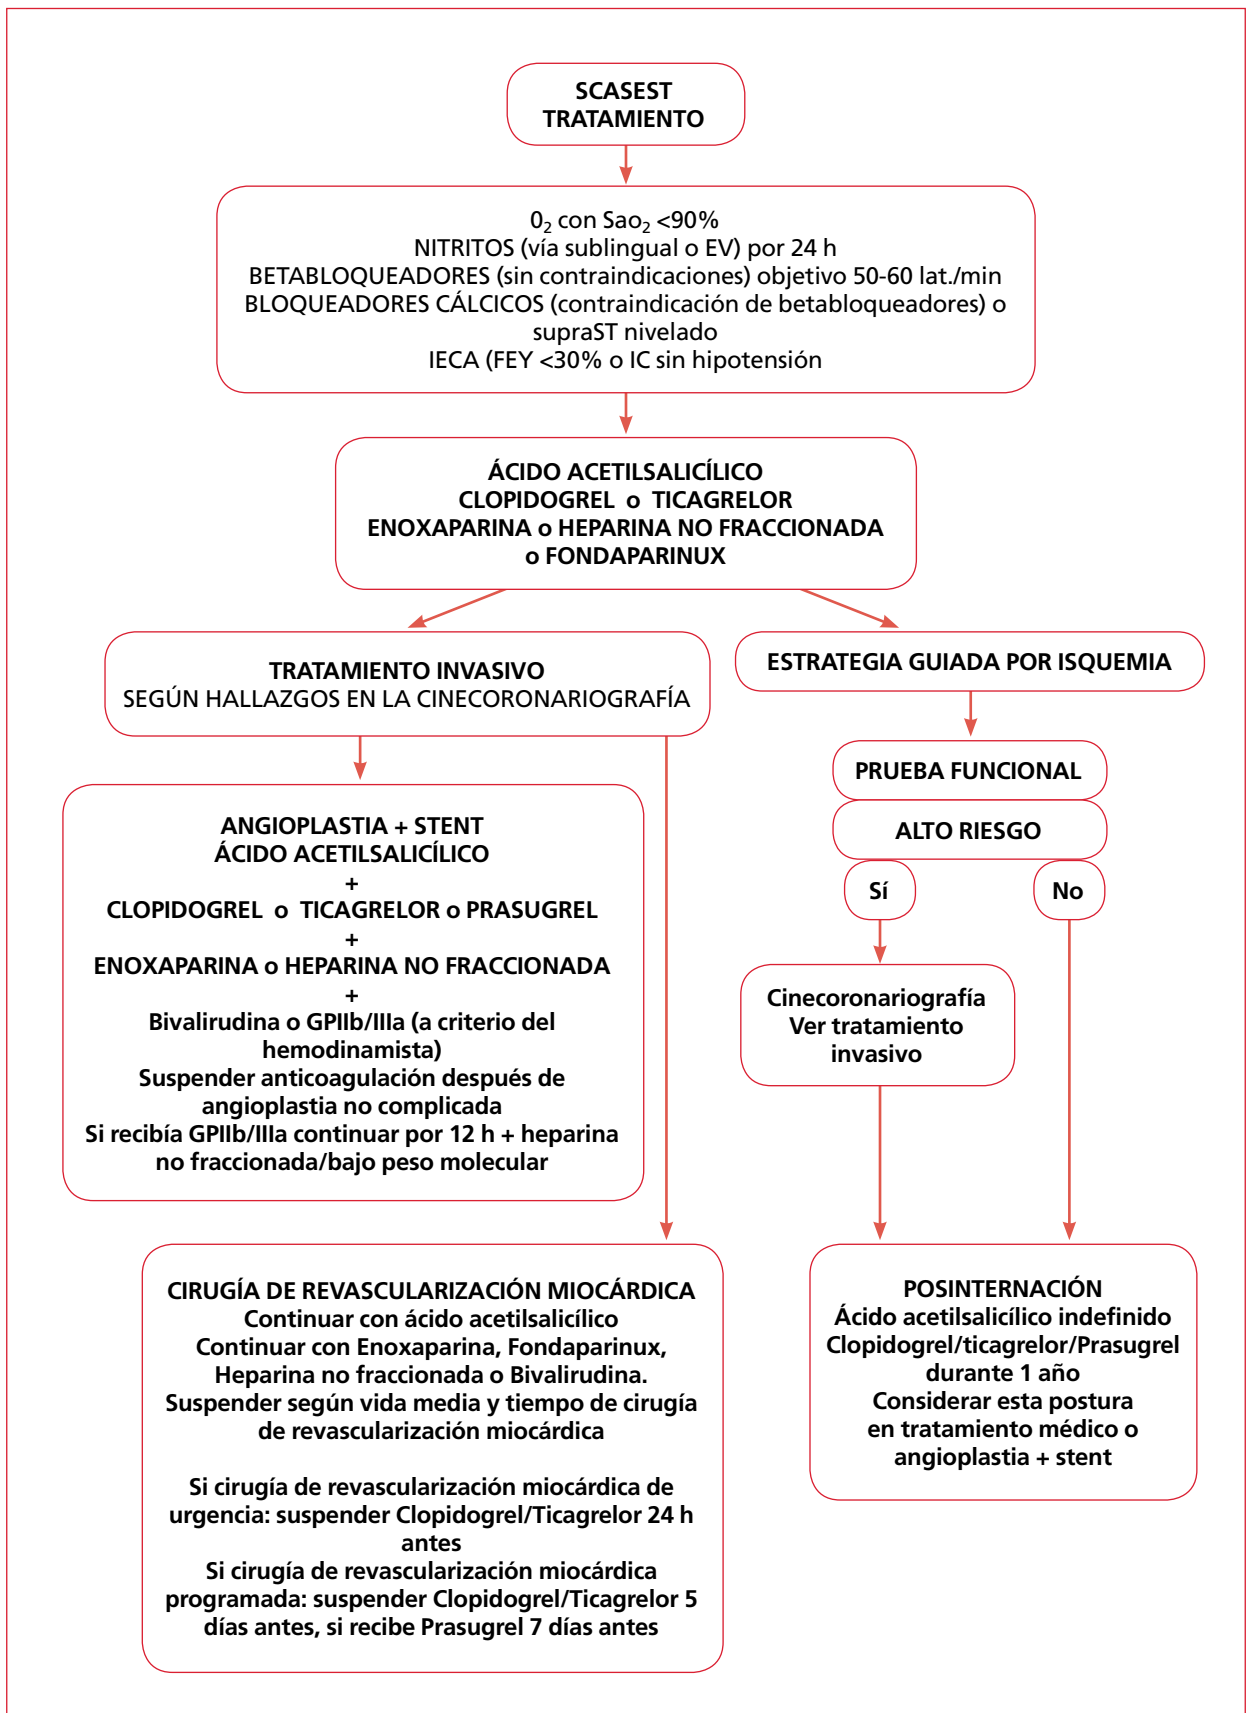 SCASEST
TRATAMIENTO
0₂ con Sao₂ <90%
NITRITOS (vía sublingual o EV) por 24 h
BETABLOQUEADORES (sin contraindicaciones) objetivo 50-60 lat./min
BLOQUEADORES CÁLCICOS (contraindicación de betabloqueadores) o
supraST nivelado
IECA (FEY <30% o IC sin hipotensión
ÁCIDO ACETILSALICÍLICO
CLOPIDOGREL o TICAGRELOR
ENOXAPARINA o HEPARINA NO FRACCIONADA
o FONDAPARINUX
TRATAMIENTO INVASIVO
SEGÚN HALLAZGOS EN LA CINECORONARIOGRAFÍA
ANGIOPLASTIA + STENT
ÁCIDO ACETILSALICÍLICO
+
CLOPIDOGREL o TICAGRELOR o PRASUGREL
+
ENOXAPARINA o HEPARINA NO FRACCIONADA
+
Bivalirudina o GPIIb/IIIa (a criterio del
hemodinamista)
Suspender anticoagulación después de
angioplastia no complicada
Si recibía GPIIb/IIIa continuar por 12 h + heparina
no fraccionada/bajo peso molecular
CIRUGÍA DE REVASCULARIZACIÓN MIOCÁRDICA
Continuar con ácido acetilsalicílico
Continuar con Enoxaparina, Fondaparinux,
Heparina no fraccionada o Bivalirudina.
Suspender según vida media y tiempo de cirugía
de revascularización miocárdica
Si cirugía de revascularización miocárdica de
urgencia: suspender Clopidogrel/Ticagrelor 24 h
antes
Si cirugía de revascularización miocárdica
programada: suspender Clopidogrel/Ticagrelor 5
días antes, si recibe Prasugrel 7 días antes
ESTRATEGIA GUIADA POR ISQUEMIA
PRUEBA FUNCIONAL
ALTO RIESGO
Sí
No
Cinecoronariografía
Ver tratamiento
invasivo
POSINTERNACIÓN
Ácido acetilsalicílico indefinido
Clopidogrel/ticagrelor/Prasugrel
durante 1 año
Considerar esta postura
en tratamiento médico o
angioplastia + stent